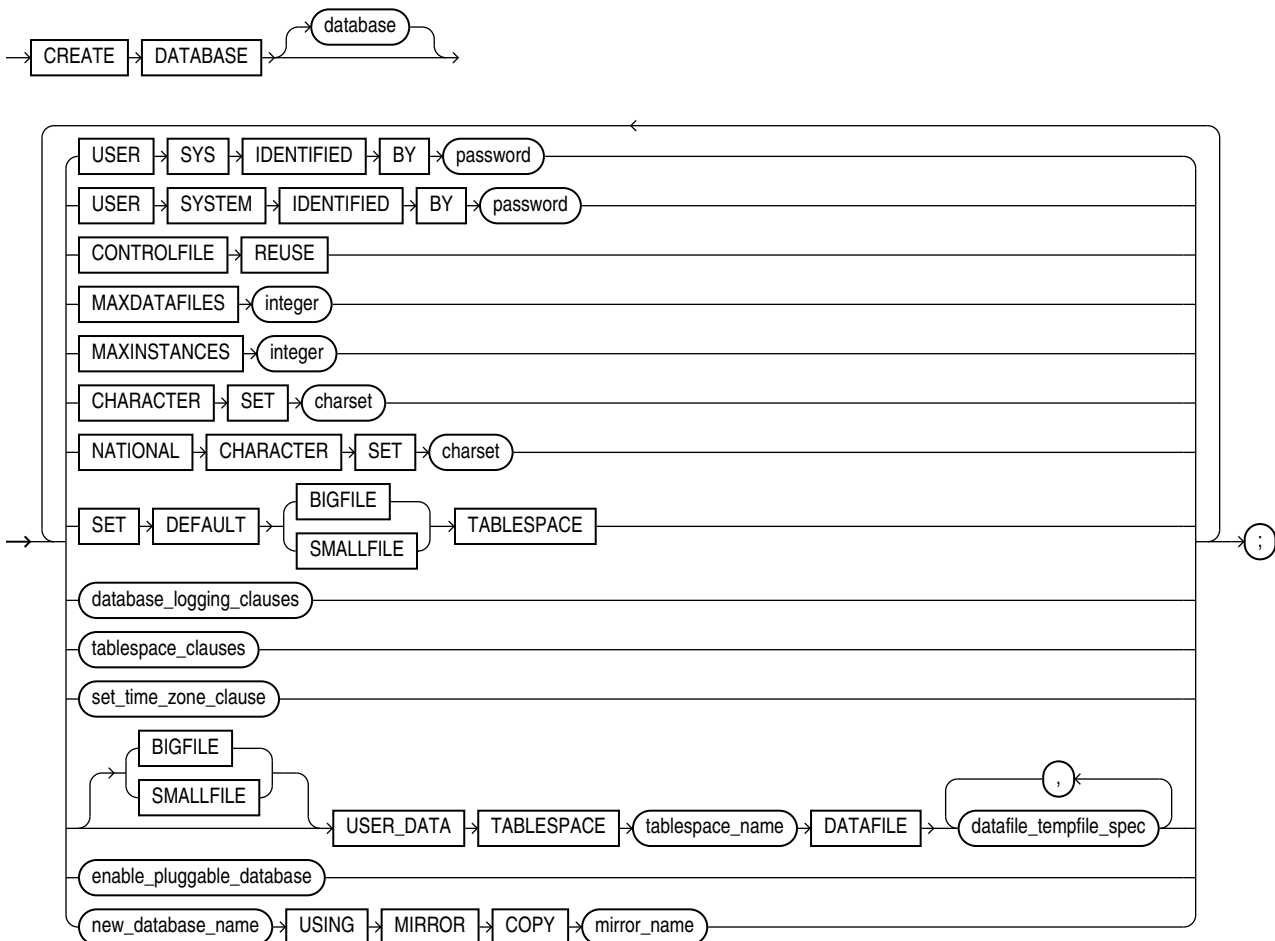 database
CREATE DATABASE
USER SYS IDENTIFIED BY password
USER SYSTEM IDENTIFIED BY password
CONTROLFILE REUSE
MAXDATAFILES integer
MAXINSTANCES integer
CHARACTER SET charset
NATIONAL CHARACTER SET charset
BIGFILE
SET DEFAULT TABLESPACE
SMALLFILE
;
database_logging_clauses
tablespace_clauses
set_time_zone_clause
BIGFILE
SMALLFILE
,
USER_DATA TABLESPACE tablespace_name DATAFILE datafile_tempfile_spec
enable_pluggable_database
new_database_name USING MIRROR COPY mirror_name